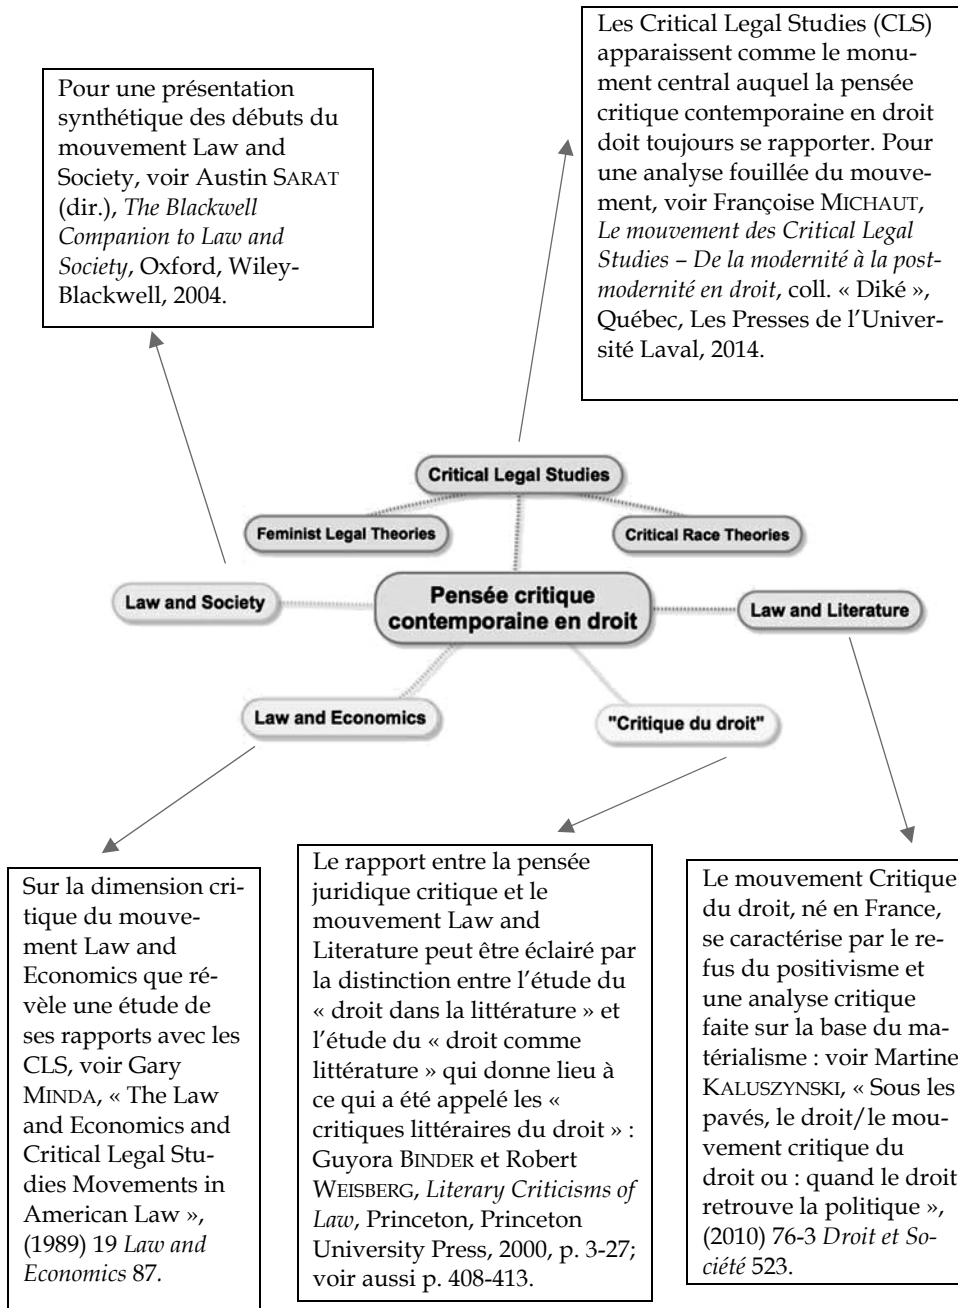 Les Critical Legal Studies (CLS)
apparaissent comme le monu-
ment central auquel la pensée
critique contemporaine en droit
doit toujours se rapporter. Pour
une analyse fouillée du mouve-
ment, voir Françoise MICHAUT,
Le mouvement des Critical Legal
Studies – De la modernité à la post-
modernité en droit, coll. « Diké »,
Québec, Les Presses de l’Univer-
sité Laval, 2014.
Pour une présentation
synthétique des débuts du
mouvement Law and
Society, voir Austin SARAT
(dir.), The Blackwell
Companion to Law and
Society, Oxford, Wiley-
Blackwell, 2004.
Critical Legal Studies
Feminist Legal Theories
Critical Race Theories
Law and Society
Pensée critique
contemporaine en droit
Law and Literature
Law and Economics
"Critique du droit"
Sur la dimension cri-
tique du mouve-
ment Law and
Economics que ré-
vèle une étude de
ses rapports avec les
CLS, voir Gary
MINDA, « The Law
and Economics and
Critical Legal Stu-
dies Movements in
American Law »,
(1989) 19 Law and
Economics 87.
Le rapport entre la pensée
juridique critique et le
mouvement Law and
Literature peut être éclairé par
la distinction entre l’étude du
« droit dans la littérature » et
l’étude du « droit comme
littérature » qui donne lieu à
ce qui a été appelé les «
critiques littéraires du droit » :
Guyora BINDER et Robert
WEISBERG, Literary Criticisms of
Law, Princeton, Princeton
University Press, 2000, p. 3-27;
voir aussi p. 408-413.
Le mouvement Critique
du droit, né en France,
se caractérise par le re-
fus du positivisme et
une analyse critique
faite sur la base du ma-
térialisme : voir Martine
KALUSZYNSKI, « Sous les
pavés, le droit/le mou-
vement critique du
droit ou : quand le droit
retrouve la politique »,
(2010) 76-3 Droit et So-
ciété 523.